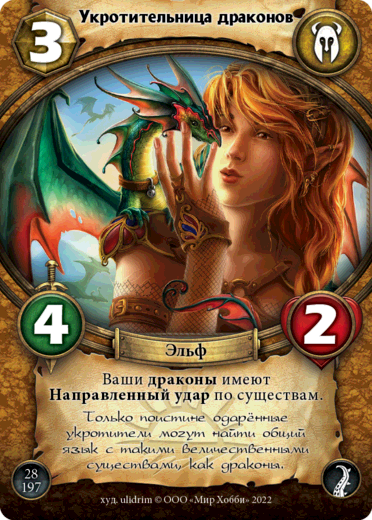 Укротительница драконов
3
4
2
Эльф
Ваши драконы имеют
Направленный удар по существам.
Только поистине одарённые
укротители могут найти общий
язык с такими величественными
существами, как драконы.
28
197
худ. ulidrim © ООО «Мир Хобби» 2022